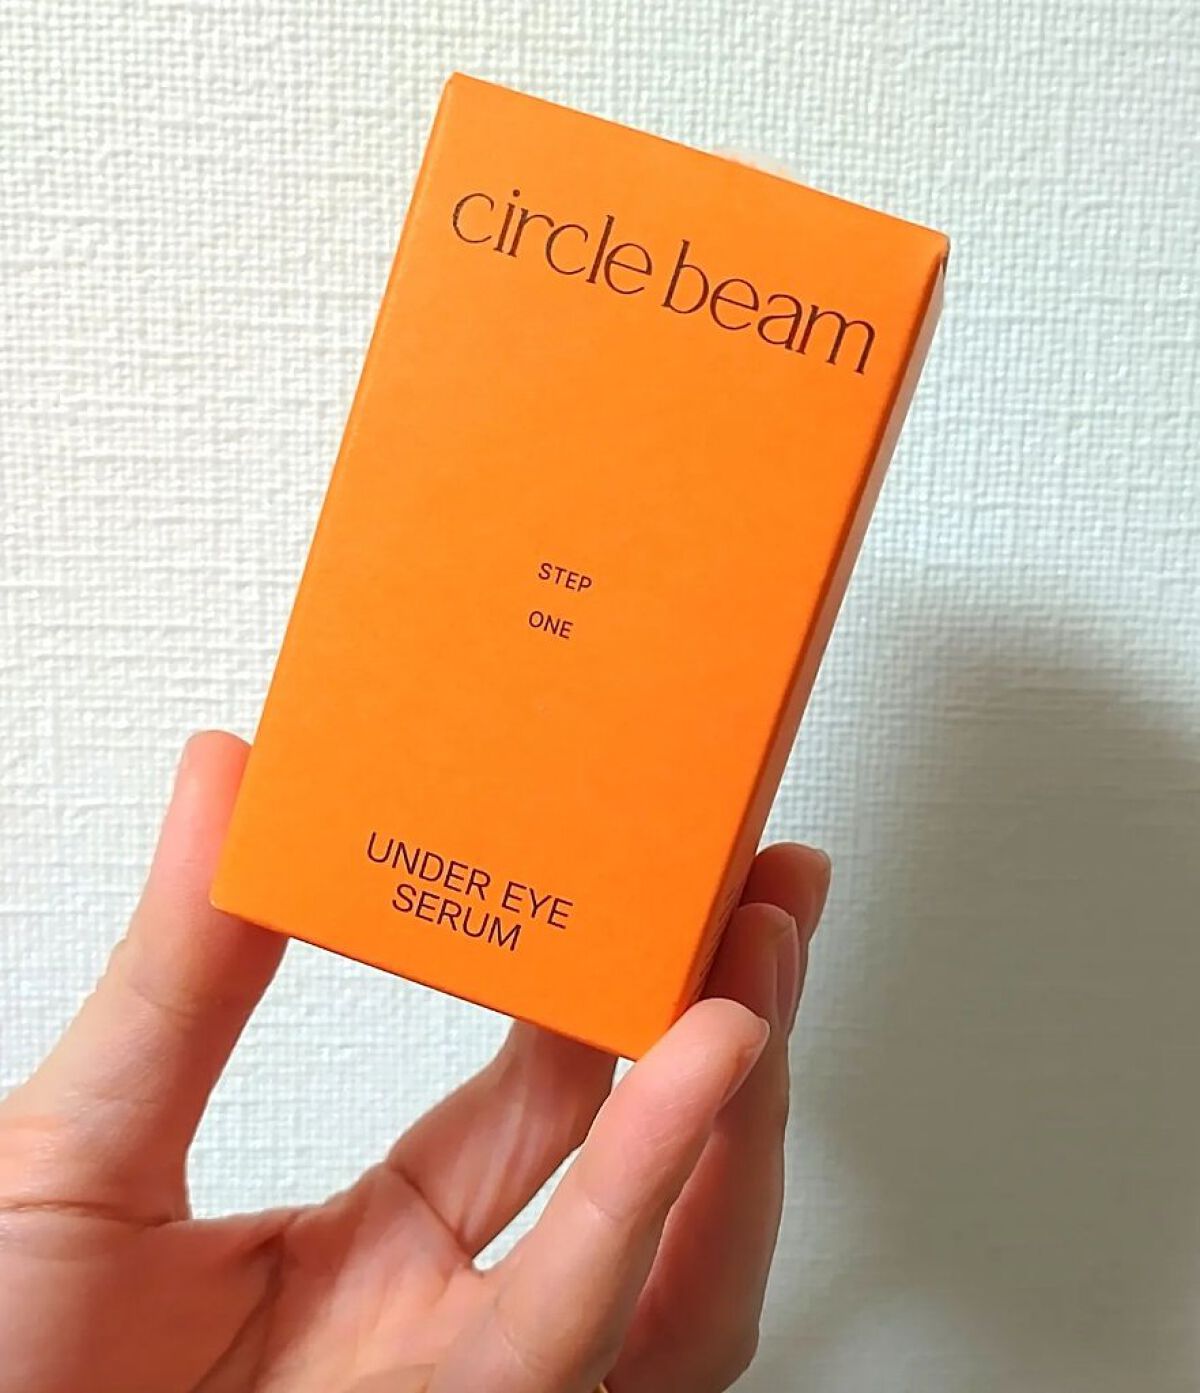 circle beam
STEP
ONE
UNDER EYE
SERUM